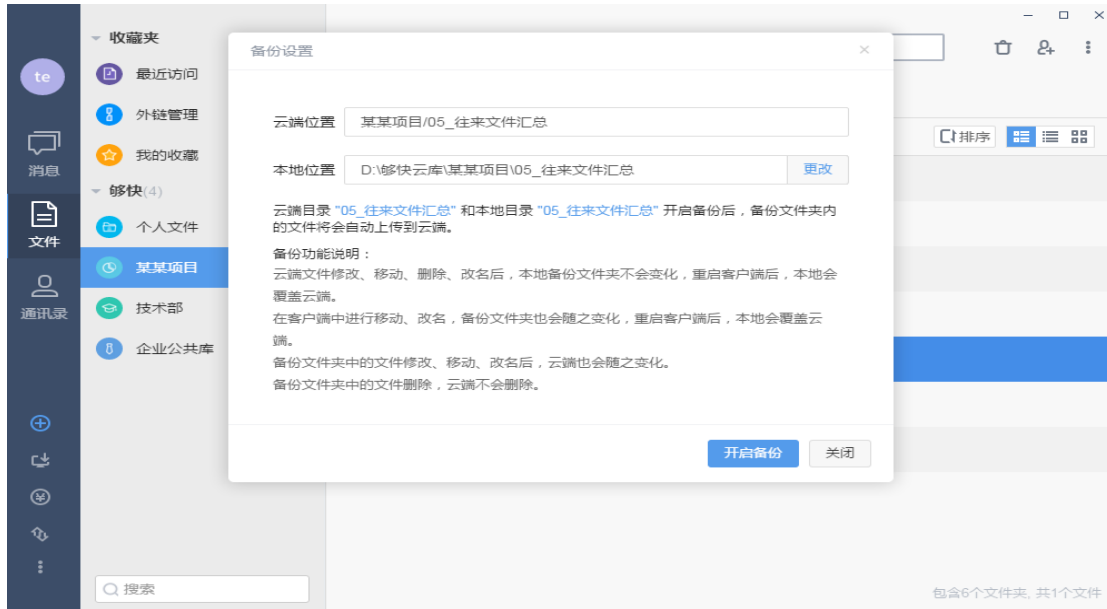 收藏夹
te
最近访问
外链管理
我的收藏
消息
够快(4)
文件
个人文件
某某项目
通讯录
技术部
企业公共库
搜索
备份设置
云端位置 某某项目/05_往来文件汇总
本地位置 D:\够快云库\某某项目\05_往来文件汇总 更改
云端目录 "05_往来文件汇总" 和本地目录 "05_往来文件汇总" 开启备份后，备份文件夹内
的文件将会自动上传到云端。
备份功能说明：
云端文件修改、移动、删除、改名后，本地备份文件夹不会变化，重启客户端后，本地会
覆盖云端。
在客户端中进行移动、改名，备份文件夹也会随之变化，重启客户端后，本地会覆盖云
端。
备份文件夹中的文件修改、移动、改名后，云端也会随之变化。
备份文件夹中的文件删除，云端不会删除。
开启备份 关闭
排序
包含6个文件夹, 共1个文件